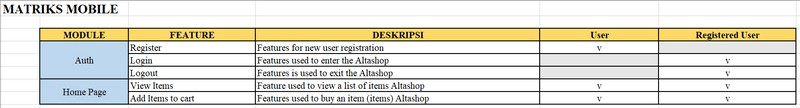 MATRIKS MOBILE
MODULE FEATURE DESKRIPSI User Registered User
Auth Register Features for new user registration v
Login Features used to enter the Altashop v
Logout Features is used to exit the Altashop v
Home Page View Items Feature used to view a list of items Altashop v v
Add Items to cart Features used to buy an item (items) Altashop v v